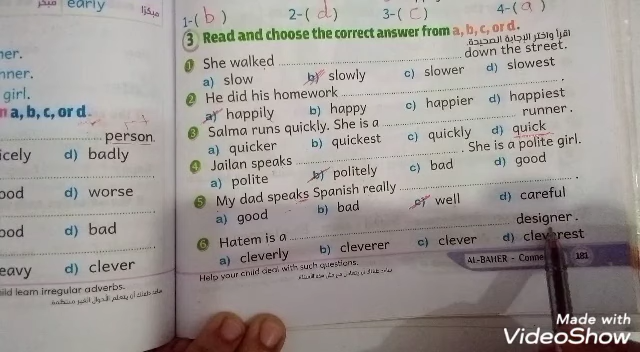 early
مبكرًا
1-( b )
2-( d )
3-( c )
4-( a )
3 Read and choose the correct answer from a, b, c, or d.
اقرأ واختر الإجابة الصحيحة.
1 She walked ........ down the street.
a) slow b) slowly c) slower d) slowest
2 He did his homework ........ .
a) happily b) happy c) happier d) happiest
3 Salma runs quickly. She is a ........ runner.
a) quicker b) quickest c) quickly d) quick
4 Jailan speaks ........ . She is a polite girl.
a) polite b) politely c) bad d) good
5 My dad speaks Spanish really ........ .
a) good b) bad c) well d) careful
6 Hatem is a ........ designer.
a) cleverly b) cleverer c) clever d) cleverest
Help your child deal with such questions.
AL-BAHER - Conne
181
ner.
nner.
girl.
m a, b, c, or d.
........ person.
icely d) badly
ood d) worse
ood d) bad
eavy d) clever
ild learn irregular adverbs.
Made with
VideoShow